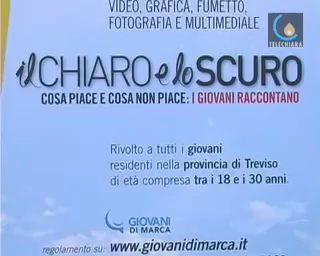 VIDEO, GRAFICA, FUMETTO,
FOTOGRAFIA E MULTIMEDIALE
TELECHIARA
il CHIARO e lo SCURO
COSA PIACE E COSA NON PIACE: I GIOVANI RACCONTANO
Rivolto a tutti i giovani
residenti nella provincia di Treviso
di età compresa tra i 18 e i 30 anni.
GIOVANI
DI MARCA
regolamento su: www.giovanidimarca.it